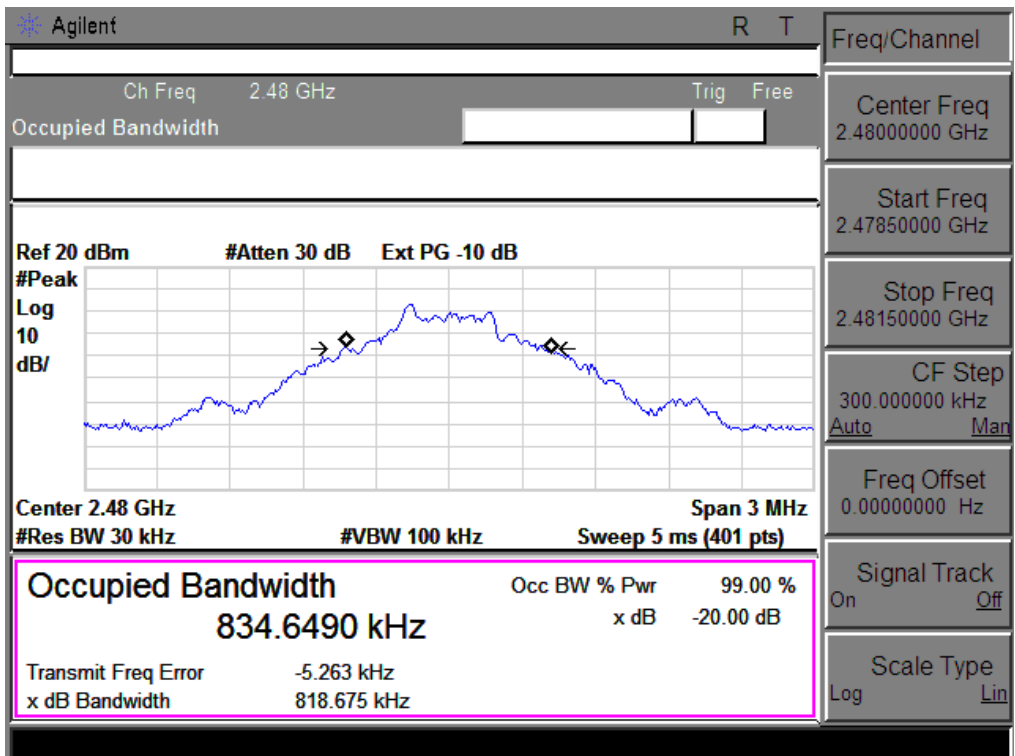 Agilent R T
Ch Freq 2.48 GHz Trig Free
Occupied Bandwidth
Ref 20 dBm #Atten 30 dB Ext PG -10 dB
#Peak
Log
10
dB/
Center 2.48 GHz Span 3 MHz
#Res BW 30 kHz #VBW 100 kHz Sweep 5 ms (401 pts)
Occupied Bandwidth
834.6490 kHz
Occ BW % Pwr 99.00 %
x dB -20.00 dB
Transmit Freq Error -5.263 kHz
x dB Bandwidth 818.675 kHz
Freq/Channel
Center Freq
2.48000000 GHz
Start Freq
2.47850000 GHz
Stop Freq
2.48150000 GHz
CF Step
300.000000 kHz
Auto Man
Freq Offset
0.00000000 Hz
Signal Track
On Off
Scale Type
Log Lin